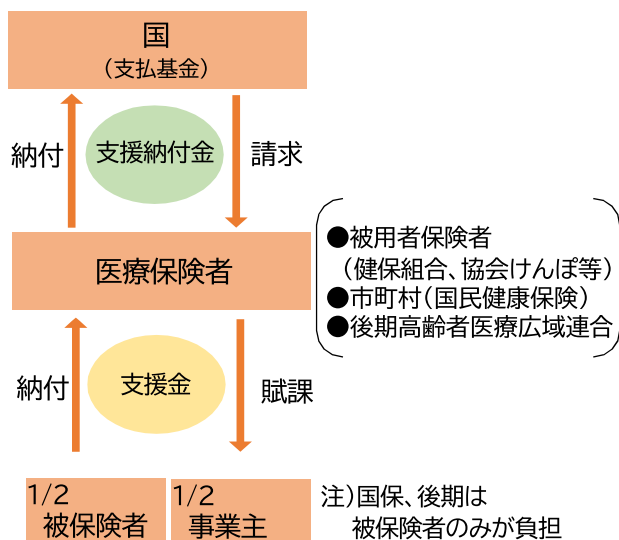 国
（支払基金）
納付
支援納付金
請求
医療保険者
●被用者保険者
（健保組合、協会けんぽ等）
●市町村（国民健康保険）
●後期高齢者医療広域連合
納付
支援金
賦課
1/2
被保険者
1/2
事業主
注）国保、後期は
被保険者のみが負担